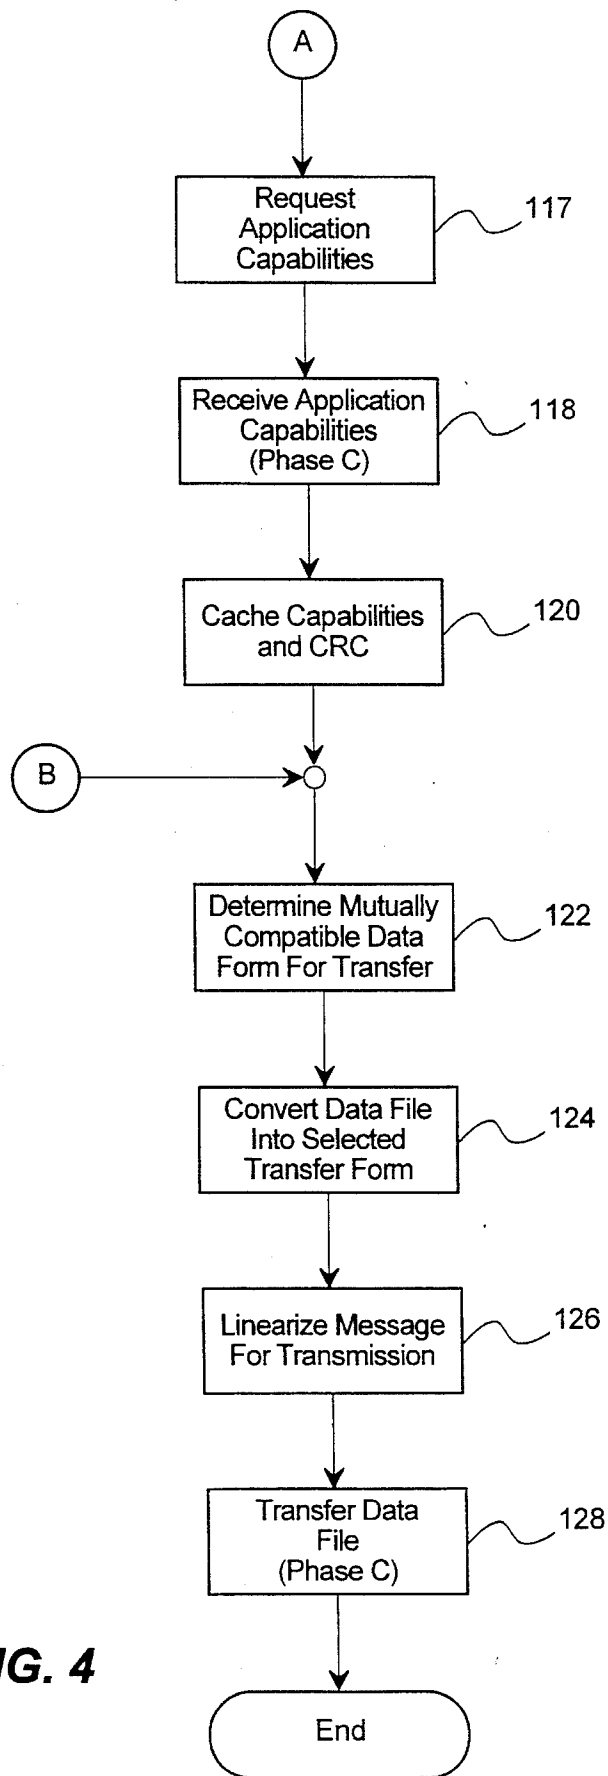 A
Request
Application
Capabilities
117
Receive Application
Capabilities
(Phase C)
118
Cache Capabilities
and CRC
120
B
Determine Mutually
Compatible Data
Form For Transfer
122
Convert Data File
Into Selected
Transfer Form
124
Linearize Message
For Transmission
126
Transfer Data
File
(Phase C)
128
IG. 4
End